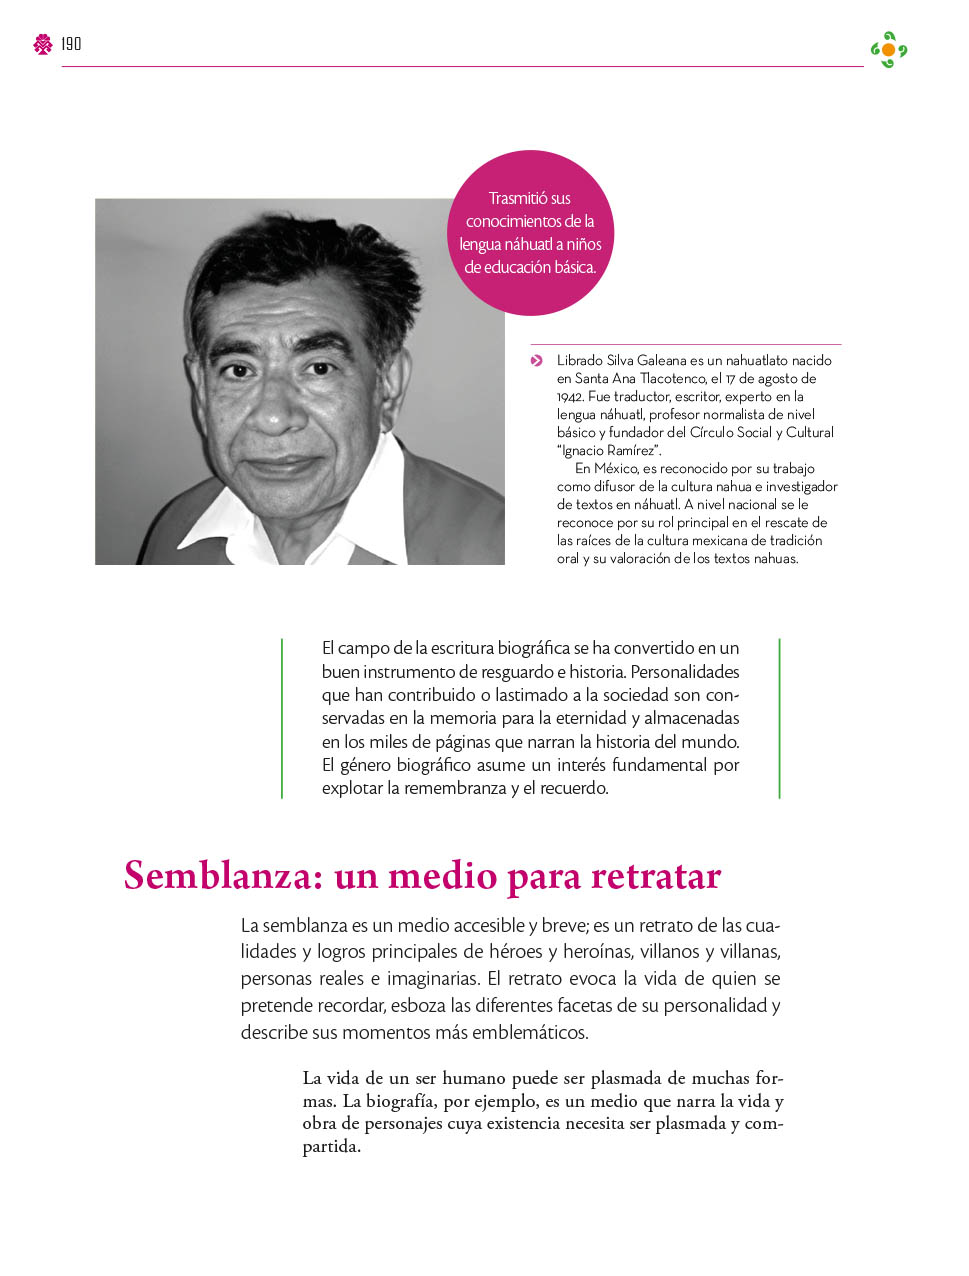 190
Trasmitió sus
conocimientos de la
lengua náhuatl a niños
de educación básica.
Librado Silva Galeana es un nahuatlato nacido
en Santa Ana Tlacotenco, el 17 de agosto de
1942. Fue traductor, escritor, experto en la
lengua náhuatl, profesor normalista de nivel
básico y fundador del Círculo Social y Cultural
“Ignacio Ramírez”.
En México, es reconocido por su trabajo
como difusor de la cultura nahua e investigador
de textos en náhuatl. A nivel nacional se le
reconoce por su rol principal en el rescate de
las raíces de la cultura mexicana de tradición
oral y su valoración de los textos nahuas.
El campo de la escritura biográfica se ha convertido en un
buen instrumento de resguardo e historia. Personalidades
que han contribuido o lastimado a la sociedad son con-
servadas en la memoria para la eternidad y almacenadas
en los miles de páginas que narran la historia del mundo.
El género biográfico asume un interés fundamental por
explotar la remembranza y el recuerdo.
Semblanza: un medio para retratar
La semblanza es un medio accesible y breve; es un retrato de las cua-
lidades y logros principales de héroes y heroínas, villanos y villanas,
personas reales e imaginarias. El retrato evoca la vida de quien se
pretende recordar, esboza las diferentes facetas de su personalidad y
describe sus momentos más emblemáticos.
La vida de un ser humano puede ser plasmada de muchas for-
mas. La biografía, por ejemplo, es un medio que narra la vida y
obra de personajes cuya existencia necesita ser plasmada y com-
partida.